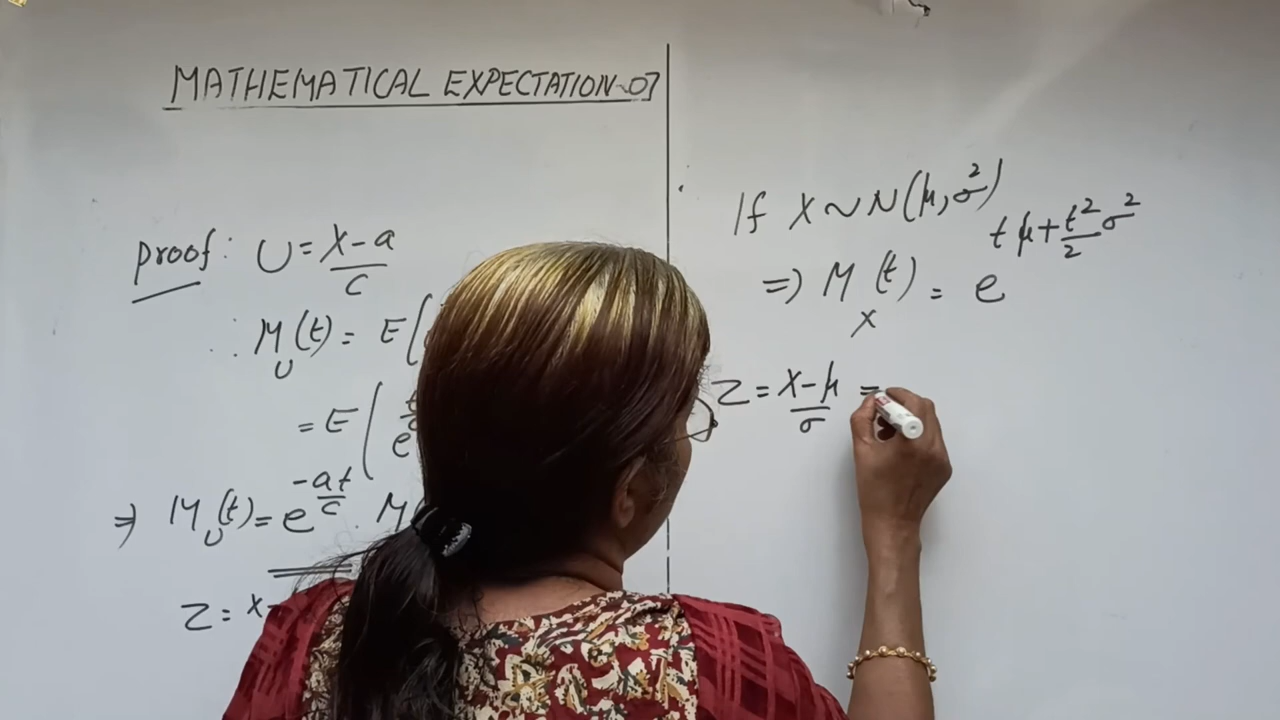 MATHEMATICAL EXPECTATION-07
Proof: U = X-a/c
∴ M_U(t) = E(
= E( e^t
⇒ M_U(t) = e^(-at/c) . M
Z = X-
If X ~ N(μ, σ²)
⇒ M_X(t) = e^(tμ + t²/2 σ²)
Z = X-μ/σ =